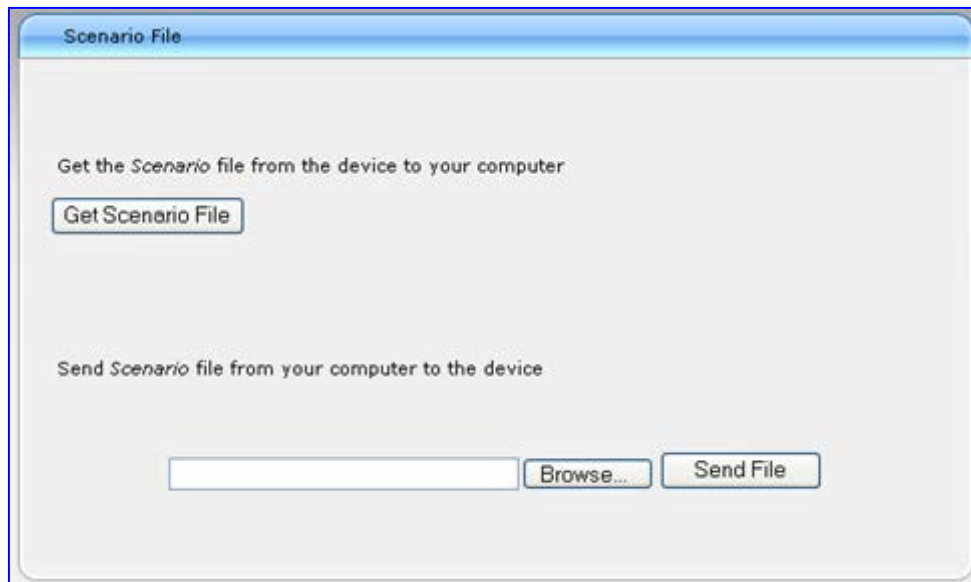 Scenario File
Get the Scenario file from the device to your computer
Get Scenario File
Send Scenario file from your computer to the device
Browse...
Send File